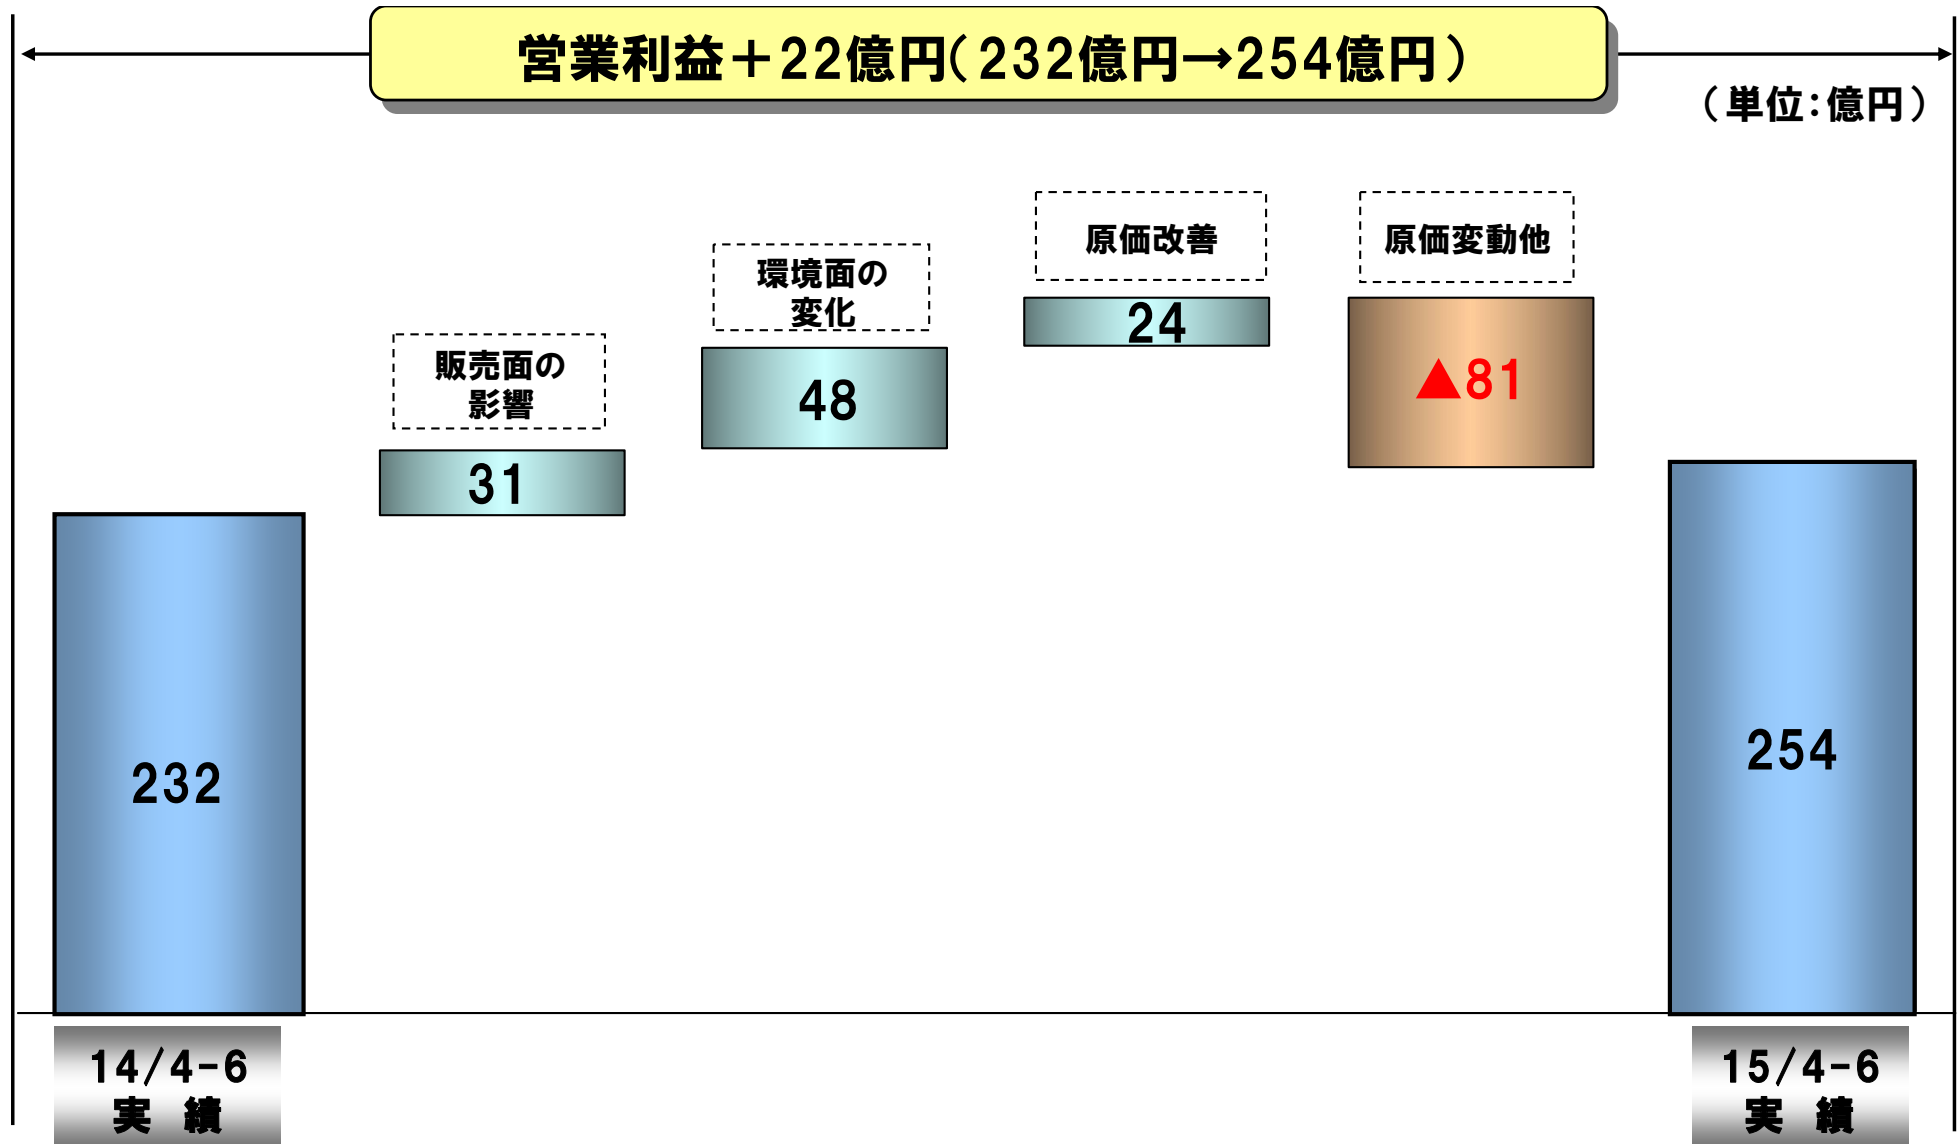 営業利益＋22億円（232億円→254億円）
（単位：億円）
原価改善
原価変動他
環境面の
変化
24
販売面の
影響
48
▲81
31
232
254
14/4-6
実　績
15/4-6
実　績